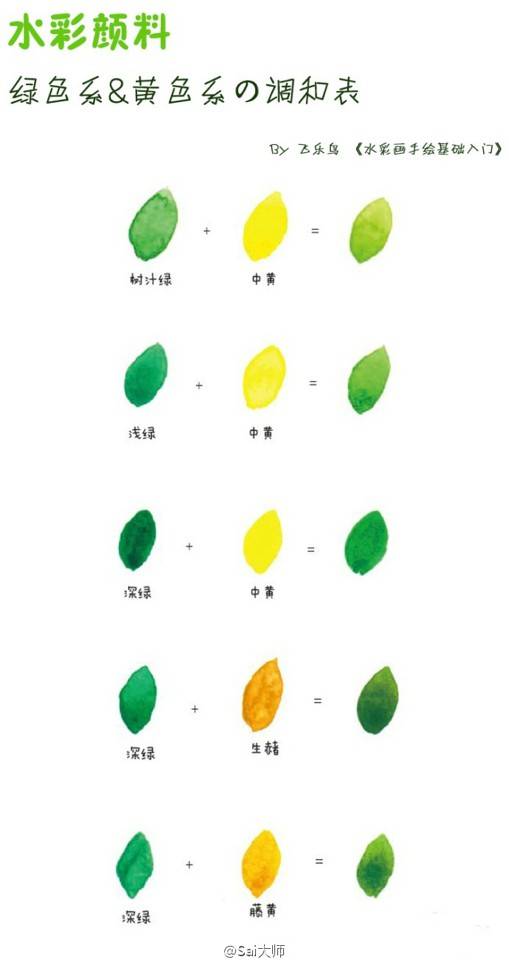 水彩颜料
绿色系&黄色系の调和表
BY 飞乐鸟 《水彩画手绘基础入门》
+ =
树汁绿 中黄
+ =
浅绿 中黄
+ =
深绿 中黄
+ =
深绿 生赭
+ =
深绿 藤黄
@Sai大师